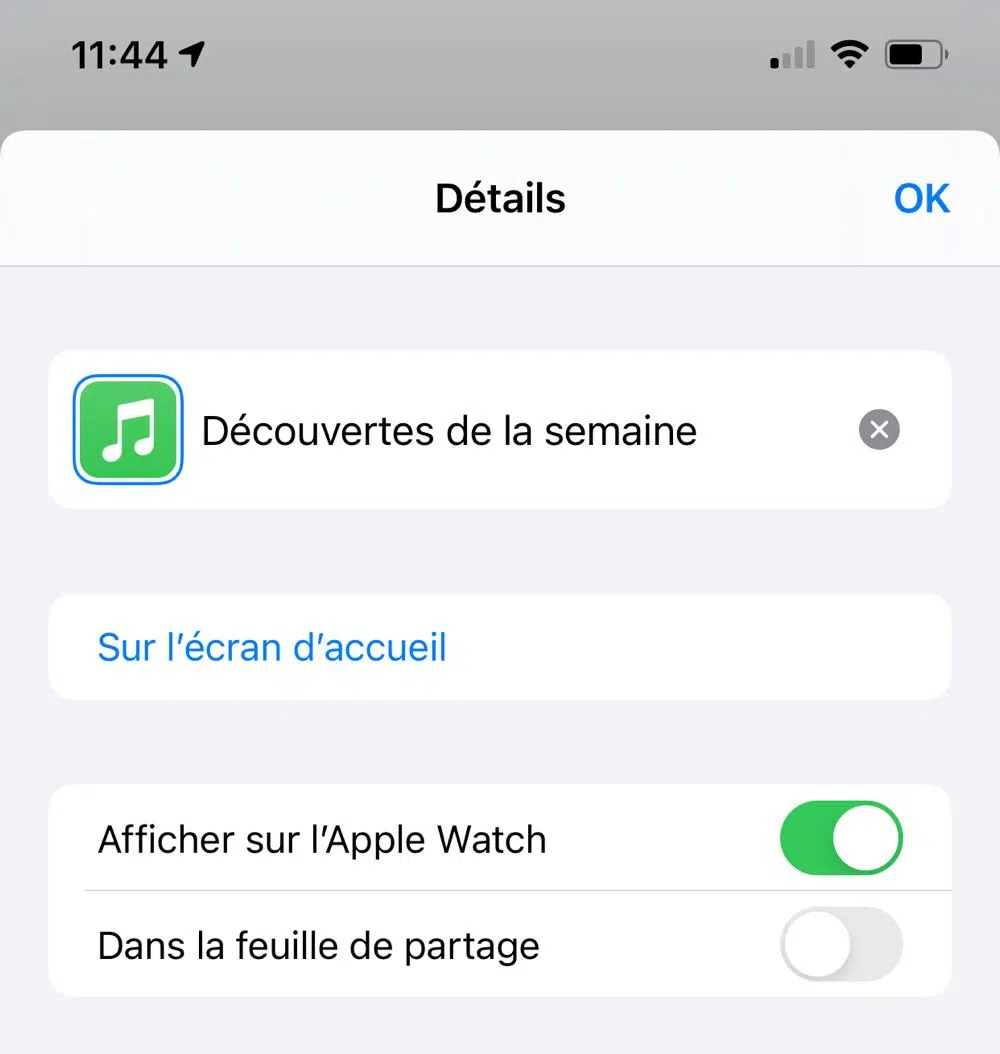 11:44
Détails
OK
Découvertes de la semaine
Sur l’écran d’accueil
Afficher sur l’Apple Watch
Dans la feuille de partage